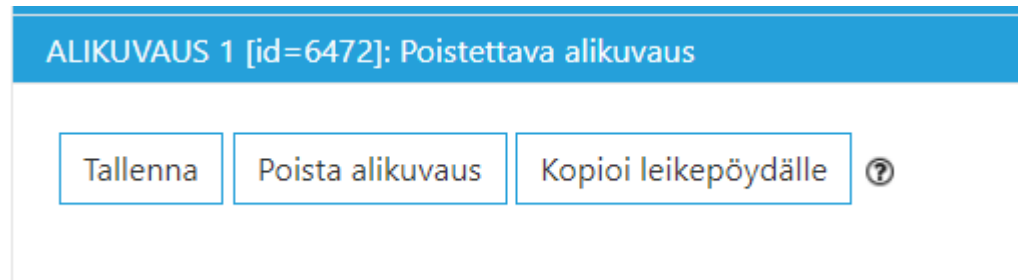 ALIKUVAUS 1 [id=6472]: Poistettava alikuvaus
Tallenna Poista alikuvaus Kopioi leikepöydälle ?